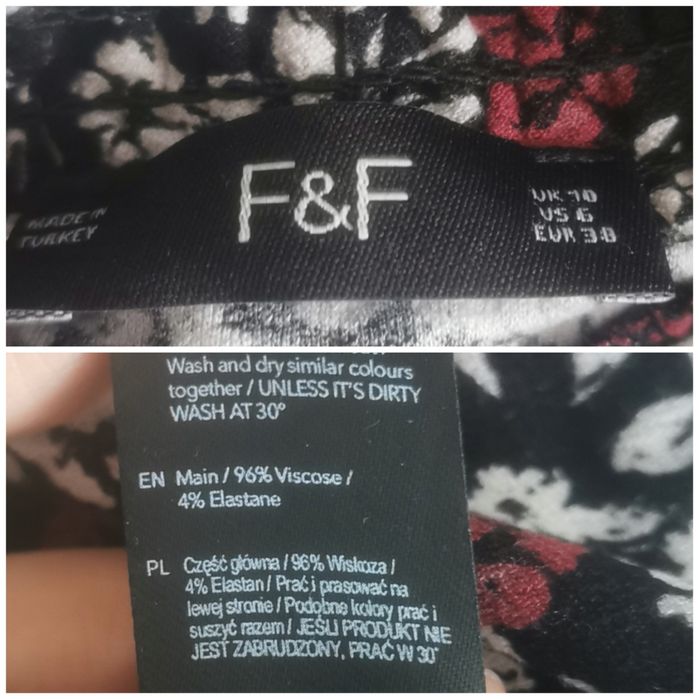 MADE IN
TURKEY
F&F
UK 10
US 6
EUR 38
Wash and dry similar colours
together / UNLESS IT'S DIRTY
WASH AT 30°
EN Main / 96% Viscose /
4% Elastane
PL Część główna / 96% Wiskoza /
4% Elastan / Prać i prasować na
lewej stronie / Podobne kolory prać i
suszyć razem / JEŚLI PRODUKT NIE
JEST ZABRUDZONY, PRAĆ W 30°